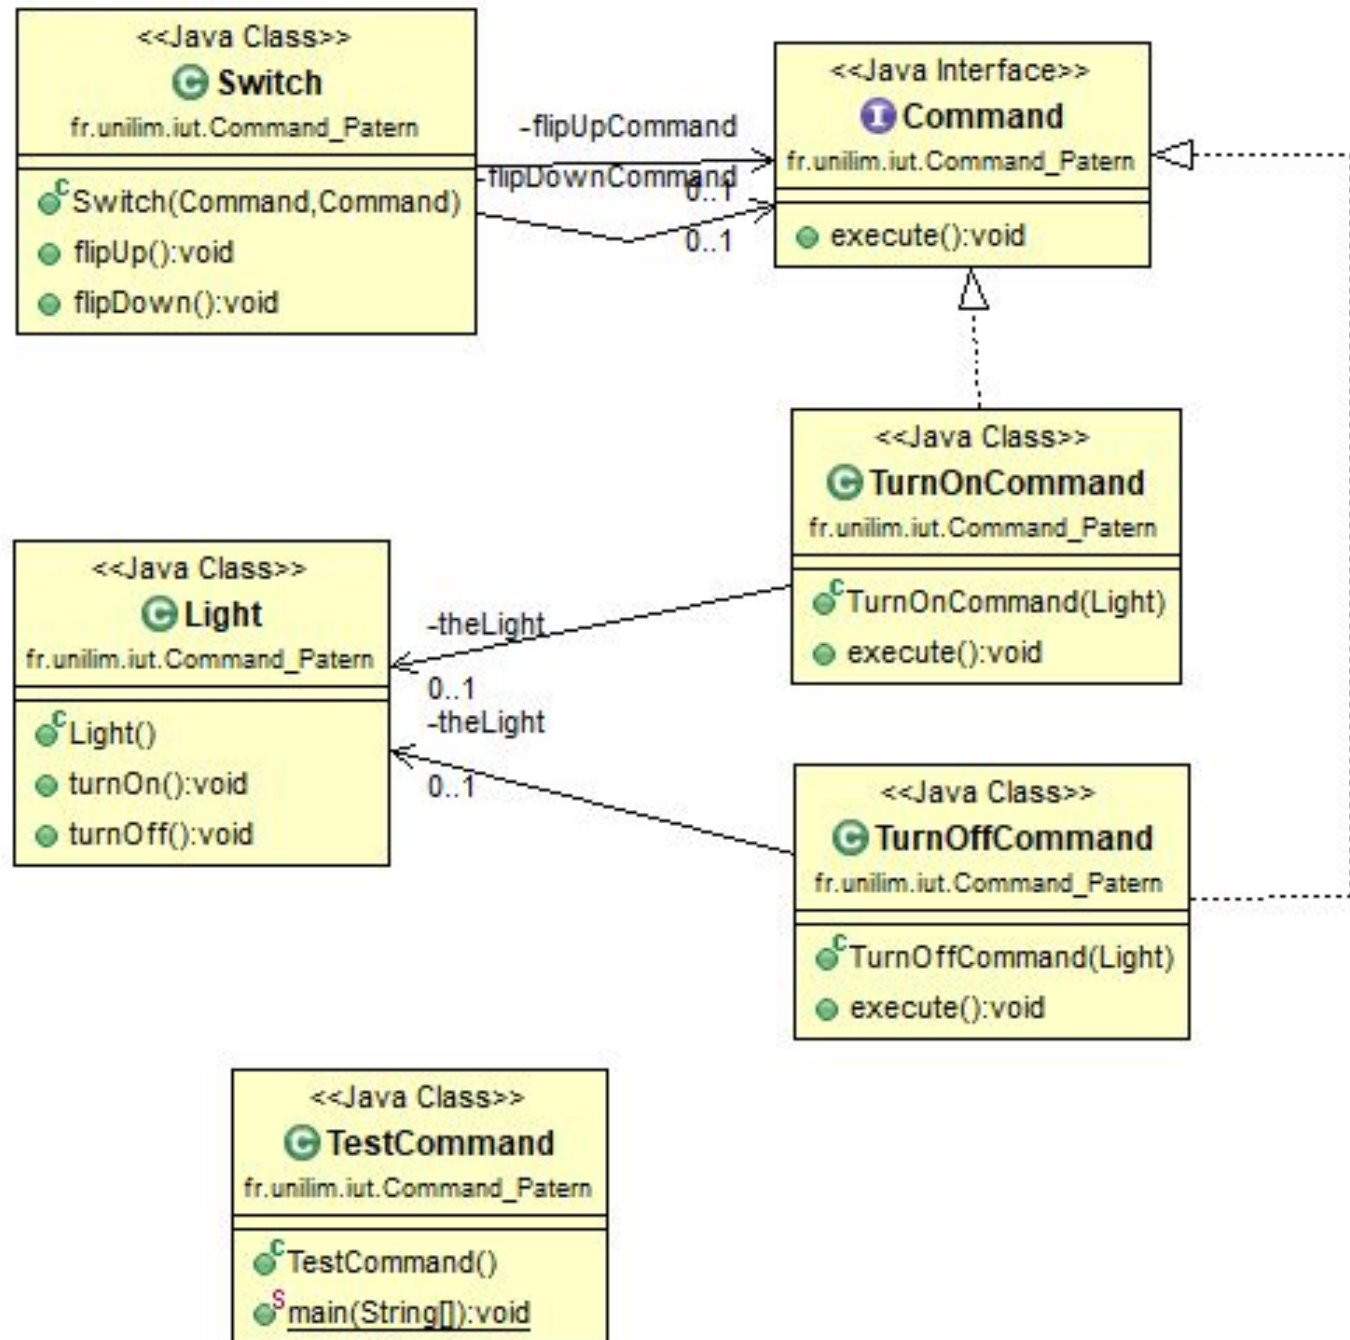 <<Java Class>>
Switch
fr.unilim.iut.Command_Patern
Switch(Command,Command)
flipUp():void
flipDown():void
-flipUpCommand
0..1
-flipDownCommand
0..1
<<Java Interface>>
Command
fr.unilim.iut.Command_Patern
execute():void
<<Java Class>>
TurnOnCommand
fr.unilim.iut.Command_Patern
TurnOnCommand(Light)
execute():void
<<Java Class>>
Light
fr.unilim.iut.Command_Patern
Light()
turnOn():void
turnOff():void
-theLight
0..1
-theLight
0..1
<<Java Class>>
TurnOffCommand
fr.unilim.iut.Command_Patern
TurnOffCommand(Light)
execute():void
<<Java Class>>
TestCommand
fr.unilim.iut.Command_Patern
TestCommand()
main(String[]):void